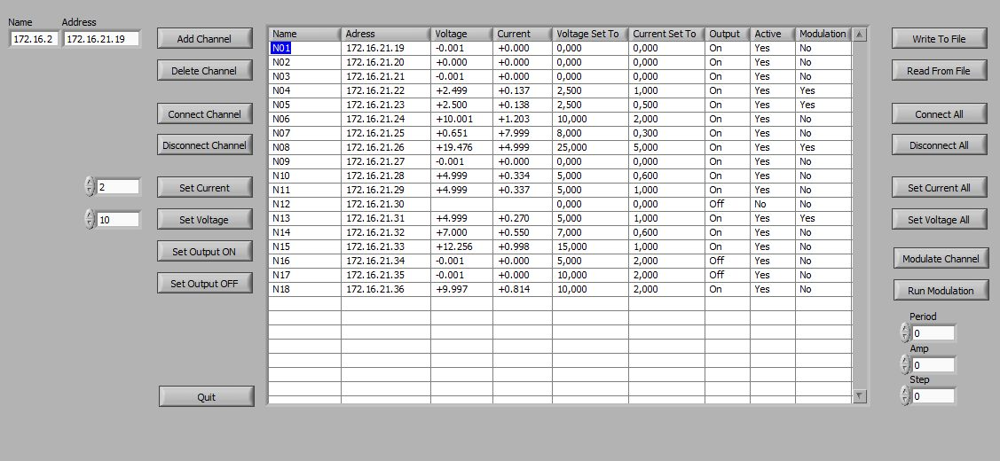 Name Address
172.16.2 172.16.21.19
Add Channel
Delete Channel
Connect Channel
Disconnect Channel
2 Set Current
10 Set Voltage
Set Output ON
Set Output OFF
Quit
Name Adress Voltage Current Voltage Set To Current Set To Output Active Modulation
N01 172.16.21.19 -0.001 +0.000 0,000 0,000 On Yes No
N02 172.16.21.20 +0.000 +0.000 0,000 0,000 On Yes No
N03 172.16.21.21 -0.001 +0.000 0,000 0,000 On Yes No
N04 172.16.21.22 +2.499 +0.137 2,500 1,000 On Yes Yes
N05 172.16.21.23 +2.500 +0.138 2,500 0,500 On Yes Yes
N06 172.16.21.24 +10.001 +1.203 10,000 2,000 On Yes No
N07 172.16.21.25 +0.651 +7.999 8,000 0,300 On Yes No
N08 172.16.21.26 +19.476 +4.999 25,000 5,000 On Yes Yes
N09 172.16.21.27 -0.001 +0.000 0,000 0,000 On Yes No
N10 172.16.21.28 +4.999 +0.334 5,000 0,600 On Yes No
N11 172.16.21.29 +4.999 +0.337 5,000 1,000 On Yes No
N12 172.16.21.30 0,000 0,000 Off No No
N13 172.16.21.31 +4.999 +0.270 5,000 1,000 On Yes Yes
N14 172.16.21.32 +7.000 +0.550 7,000 0,600 On Yes No
N15 172.16.21.33 +12.256 +0.998 15,000 1,000 On Yes No
N16 172.16.21.34 -0.001 +0.000 5,000 2,000 Off Yes No
N17 172.16.21.35 -0.001 +0.000 10,000 2,000 Off Yes No
N18 172.16.21.36 +9.997 +0.814 10,000 2,000 On Yes No
Write To File
Read From File
Connect All
Disconnect All
Set Current All
Set Voltage All
Modulate Channel
Run Modulation
Period
0
Amp
0
Step
0